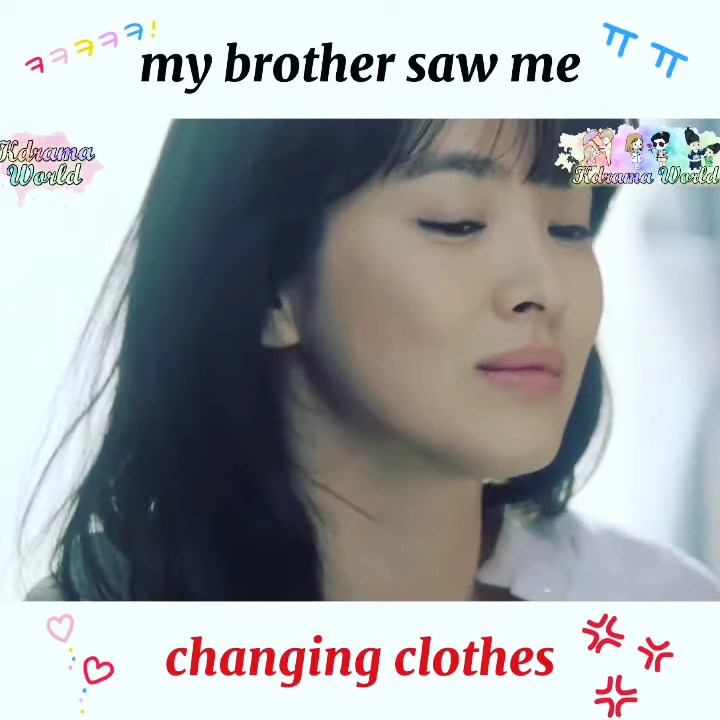 ㅋㅋㅋㅋㅋ!
my brother saw me
ㅠㅠ
Kdrama
World
Kdrama World
changing clothes